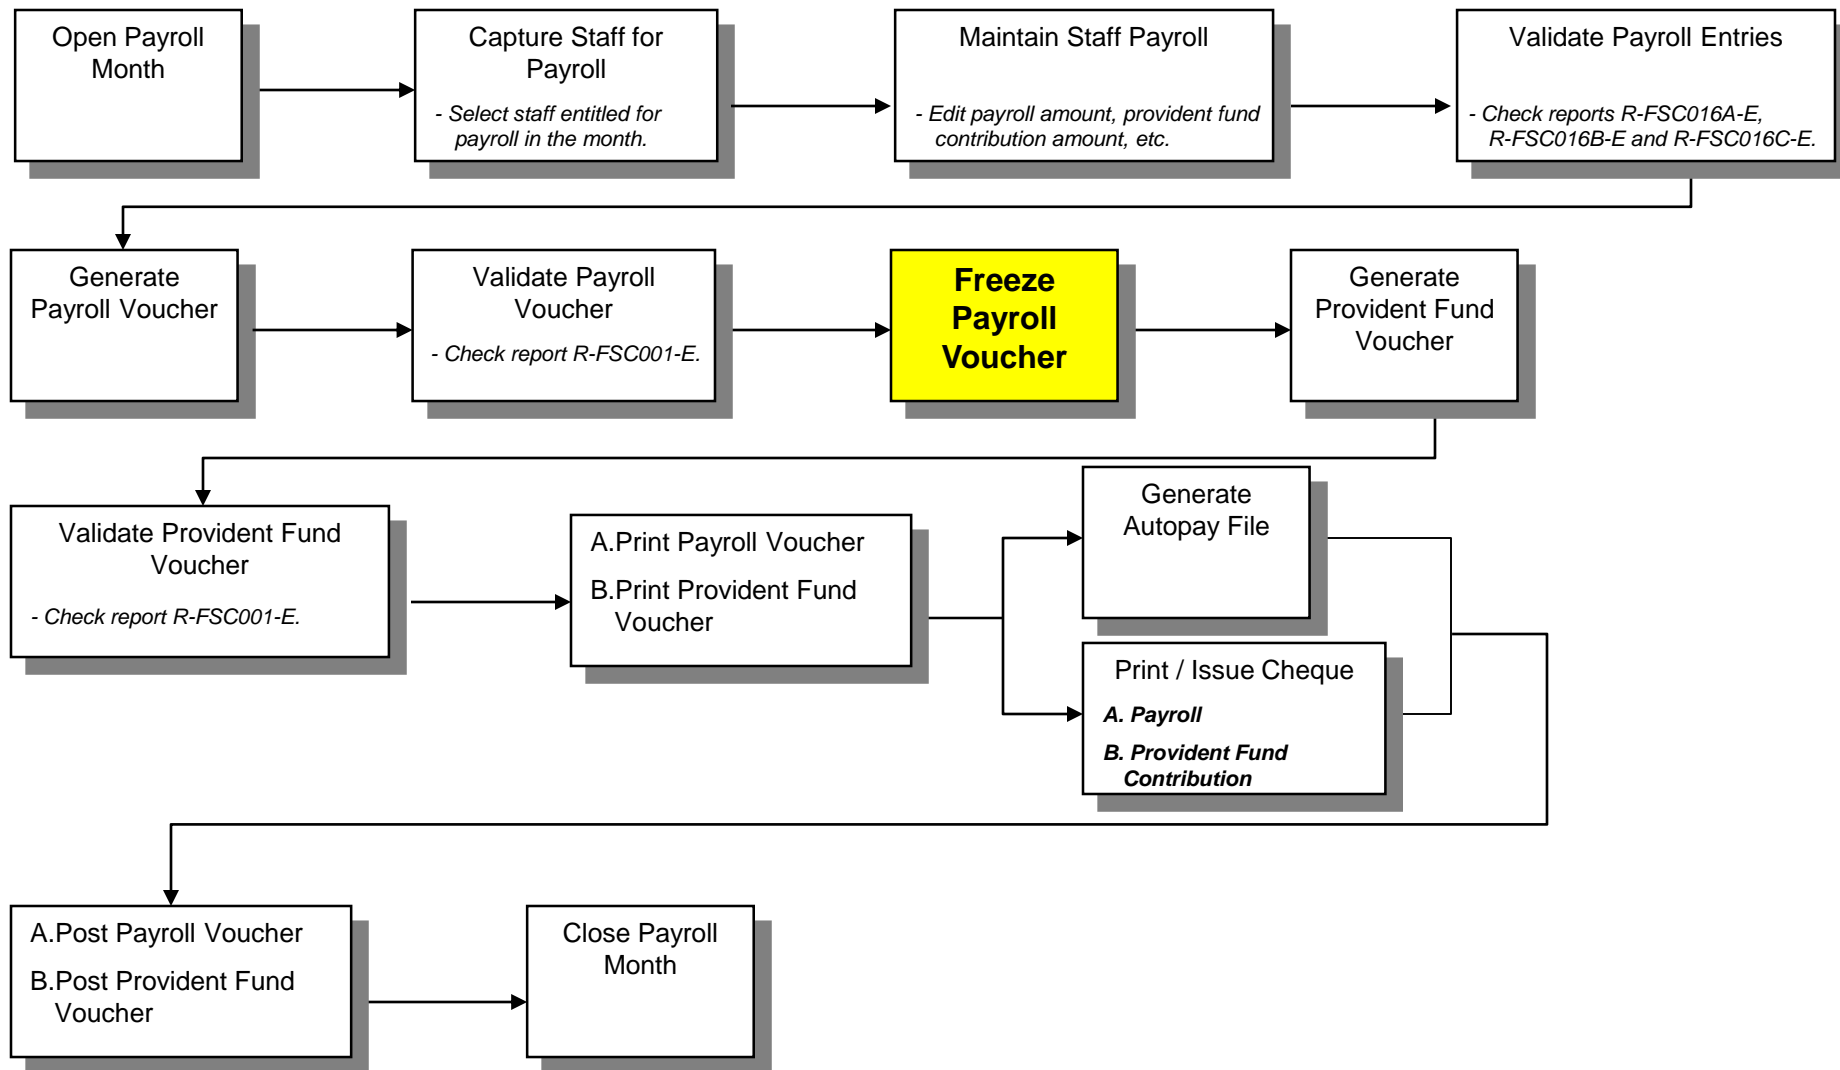 Open Payroll
Month
Capture Staff for
Payroll
- Select staff entitled for
payroll in the month.
Maintain Staff Payroll
- Edit payroll amount, provident fund
contribution amount, etc.
Validate Payroll Entries
- Check reports R-FSC016A-E,
R-FSC016B-E and R-FSC016C-E.
Generate
Payroll Voucher
Validate Payroll
Voucher
- Check report R-FSC001-E.
Freeze
Payroll
Voucher
Generate
Provident Fund
Voucher
Validate Provident Fund
Voucher
- Check report R-FSC001-E.
A.Print Payroll Voucher
B.Print Provident Fund
Voucher
Generate
Autopay File
Print / Issue Cheque
A. Payroll
B. Provident Fund
Contribution
A.Post Payroll Voucher
B.Post Provident Fund
Voucher
Close Payroll
Month